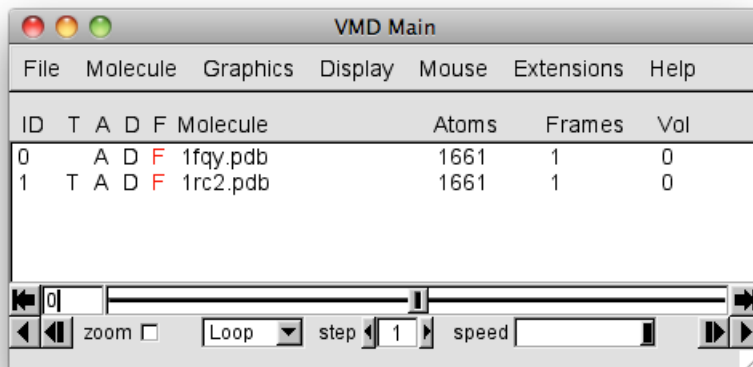 VMD Main
File Molecule Graphics Display Mouse Extensions Help
ID T A D F Molecule Atoms Frames Vol
0 A D F 1fqy.pdb 1661 1 0
1 T A D F 1rc2.pdb 1661 1 0
0
zoom Loop step 1 speed